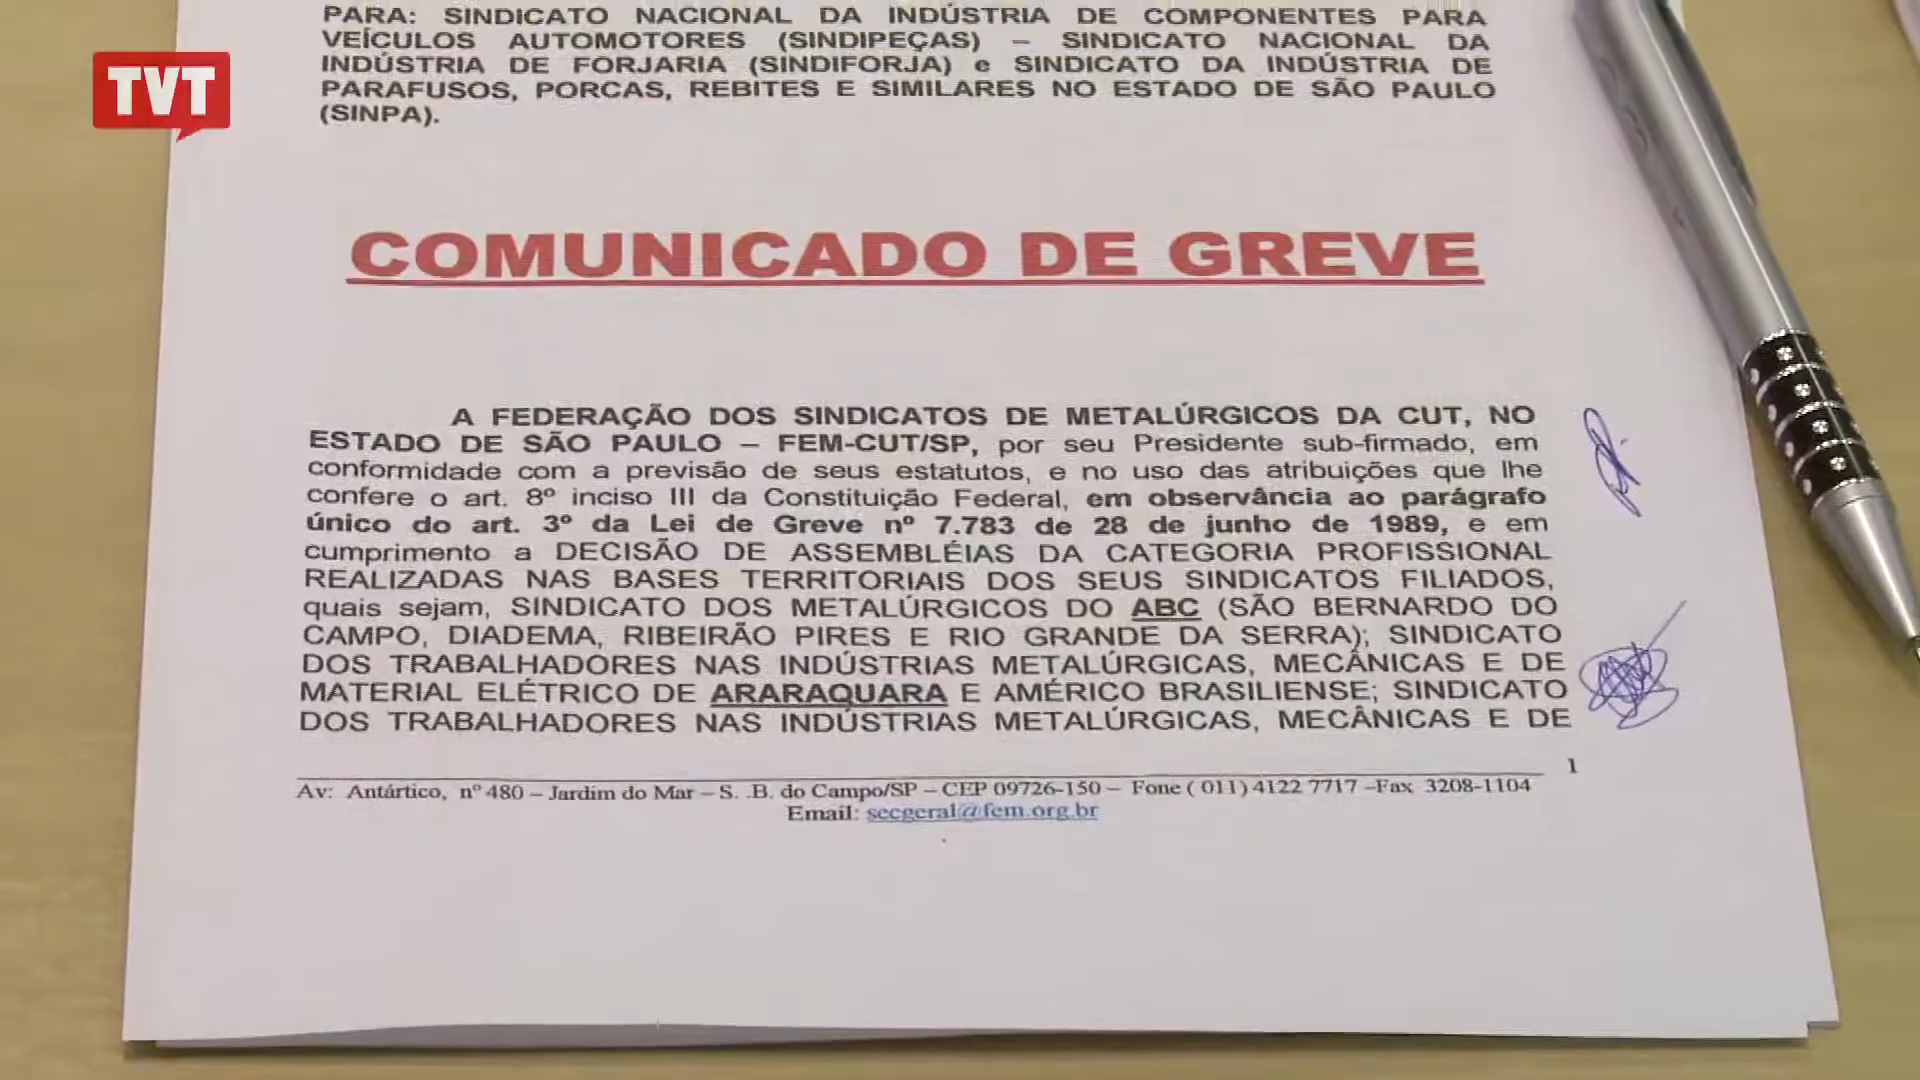 TVT
PARA: SINDICATO NACIONAL DA INDÚSTRIA DE COMPONENTES PARA
VEÍCULOS AUTOMOTORES (SINDIPEÇAS) – SINDICATO NACIONAL DA
INDÚSTRIA DE FORJARIA (SINDIFORJA) e SINDICATO DA INDÚSTRIA DE
PARAFUSOS, PORCAS, REBITES E SIMILARES NO ESTADO DE SÃO PAULO
(SINPA).
COMUNICADO DE GREVE
A FEDERAÇÃO DOS SINDICATOS DE METALÚRGICOS DA CUT, NO
ESTADO DE SÃO PAULO – FEM-CUT/SP, por seu Presidente sub-firmado, em
conformidade com a previsão de seus estatutos, e no uso das atribuições que lhe
confere o art. 8º inciso III da Constituição Federal, em observância ao parágrafo
único do art. 3º da Lei de Greve nº 7.783 de 28 de junho de 1989, e em
cumprimento a DECISÃO DE ASSEMBLÉIAS DA CATEGORIA PROFISSIONAL
REALIZADAS NAS BASES TERRITORIAIS DOS SEUS SINDICATOS FILIADOS,
quais sejam, SINDICATO DOS METALÚRGICOS DO ABC (SÃO BERNARDO DO
CAMPO, DIADEMA, RIBEIRÃO PIRES E RIO GRANDE DA SERRA); SINDICATO
DOS TRABALHADORES NAS INDÚSTRIAS METALÚRGICAS, MECÂNICAS E DE
MATERIAL ELÉTRICO DE ARARAQUARA E AMÉRICO BRASILIENSE; SINDICATO
DOS TRABALHADORES NAS INDÚSTRIAS METALÚRGICAS, MECÂNICAS E DE
1
Av: Antártico, nº 480 – Jardim do Mar – S. .B. do Campo/SP – CEP 09726-150 – Fone ( 011) 4122 7717 –Fax 3208-1104
Email: secgeral@fem.org.br